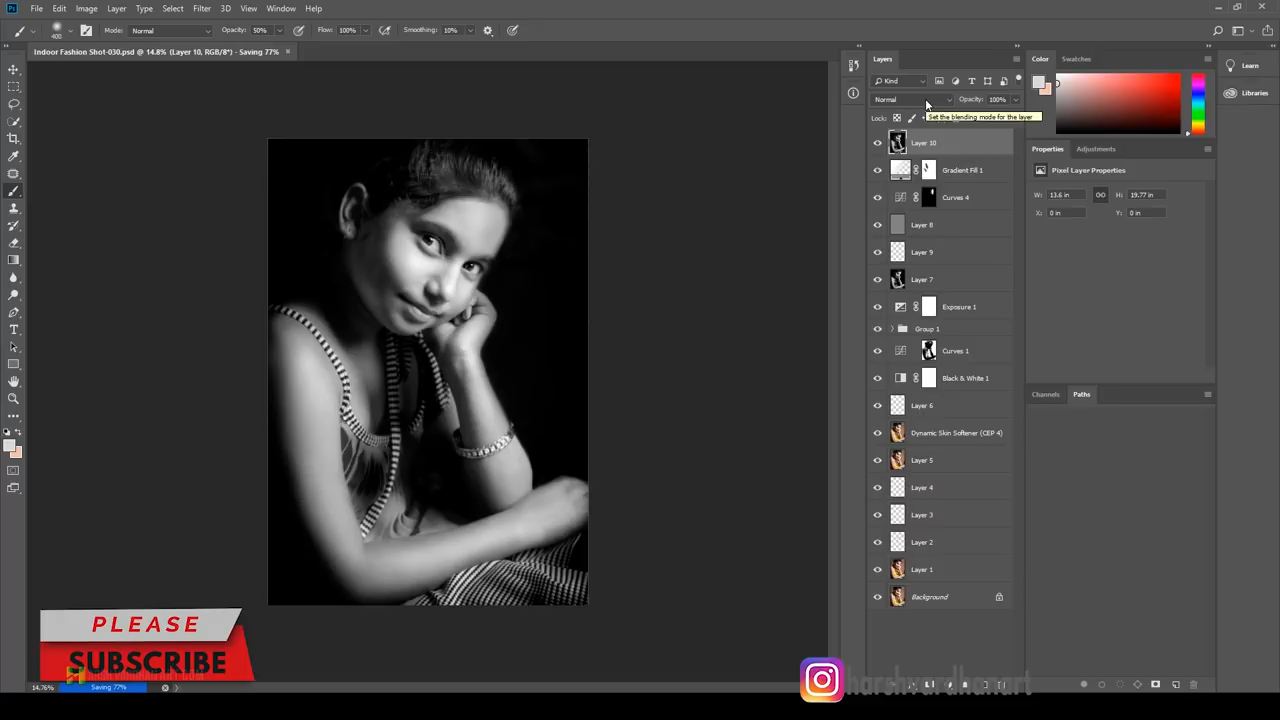 Ps File Edit Image Layer Type Select Filter 3D View Window Help
400 Mode: Normal Opacity: 50% Flow: 100% Smoothing: 10%
Indoor Fashion Shot-030.psd @ 14.8% (Layer 10, RGB/8*) - Saving 77% ×
Layers
Kind
Normal Opacity: 100%
Set the blending mode for the layer
Lock:
Layer 10
Gradient Fill 1
Curves 4
Layer 8
Layer 9
Layer 7
Exposure 1
Group 1
Curves 1
Black & White 1
Layer 6
Dynamic Skin Softener (CEP 4)
Layer 5
Layer 4
Layer 3
Layer 2
Layer 1
Background
Color Swatches
Learn
Libraries
Properties Adjustments
Pixel Layer Properties
W: 13.6 in H: 19.77 in
X: 0 in Y: 0 in
Channels Paths
PLEASE
SUBSCRIBE
harshvardhanart
14.76% Saving 77%